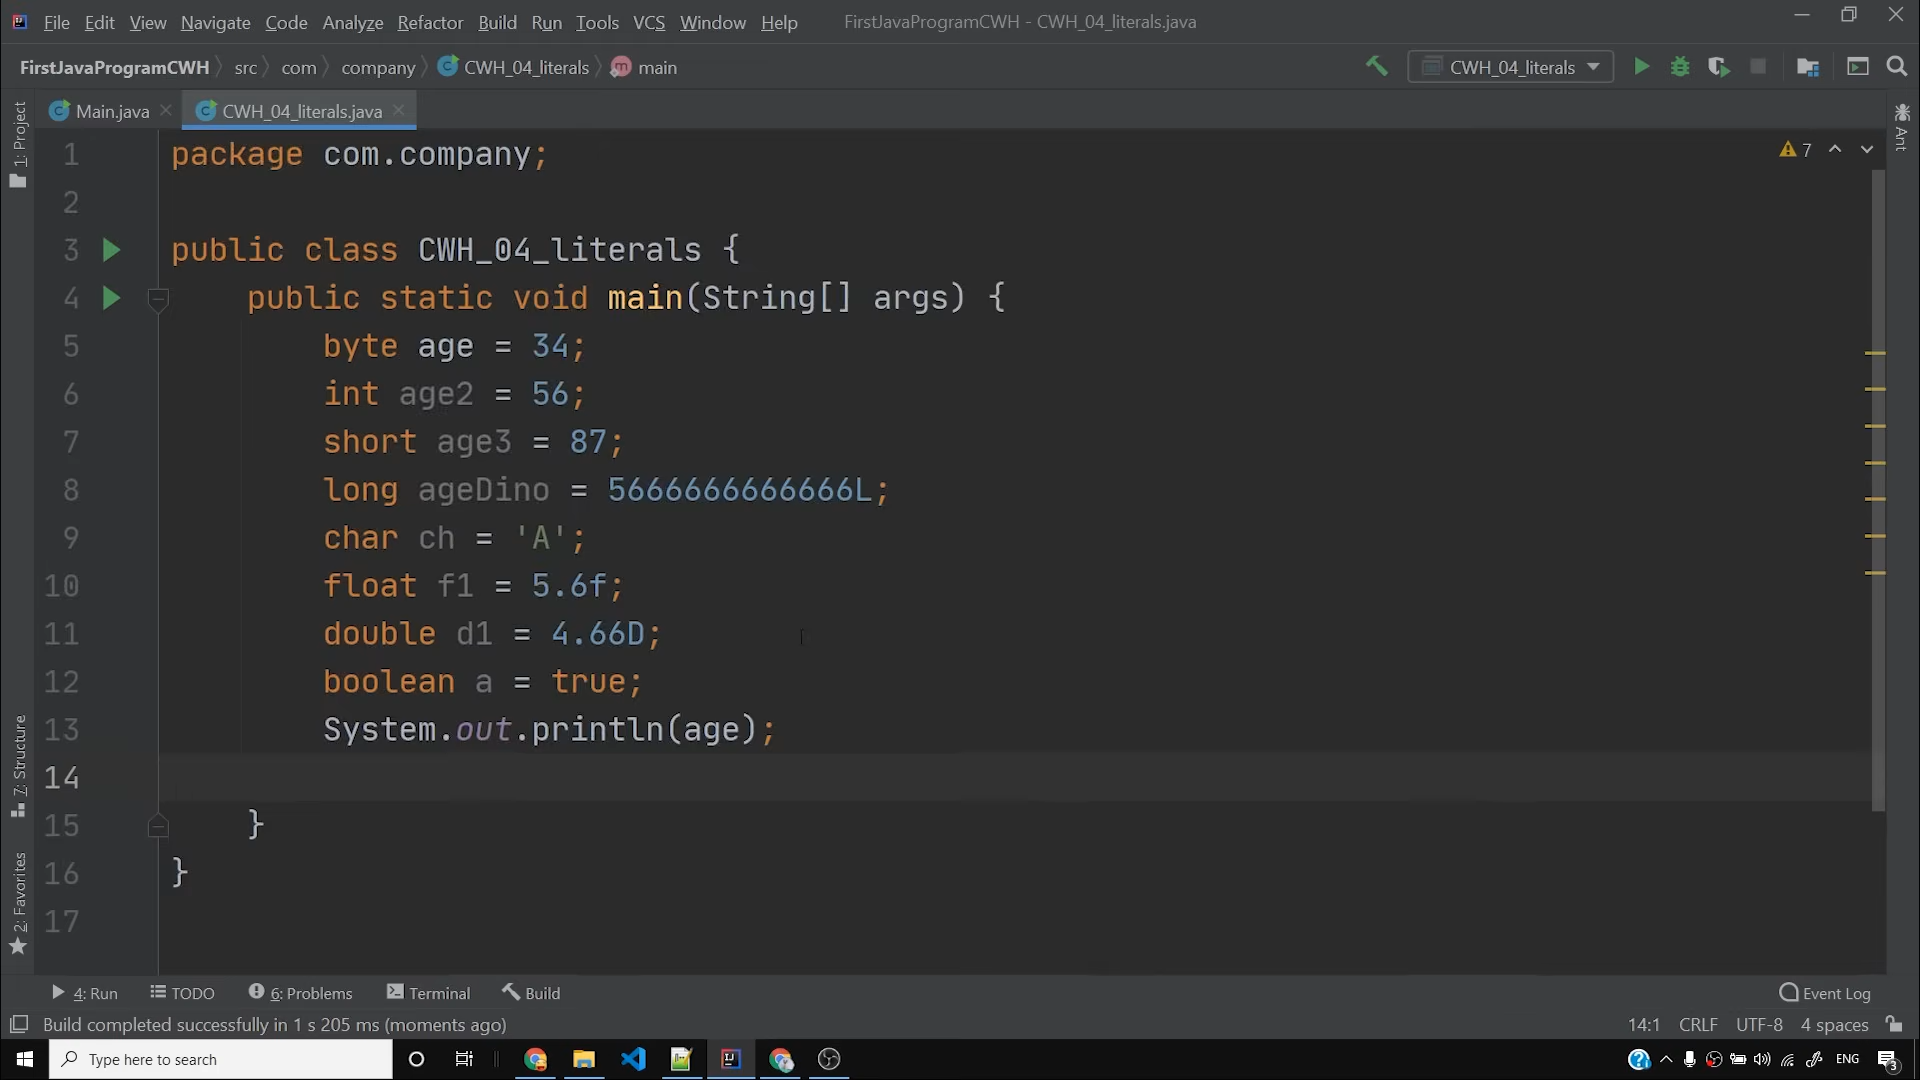 File Edit View Navigate Code Analyze Refactor Build Run Tools VCS Window Help FirstJavaProgramCWH - CWH_04_literals.java
FirstJavaProgramCWH src com company CWH_04_literals main CWH_04_literals
Main.java CWH_04_literals.java
1: Project
Ant
7
1 package com.company;
2
3 public class CWH_04_literals {
4 public static void main(String[] args) {
5 byte age = 34;
6 int age2 = 56;
7 short age3 = 87;
8 long ageDino = 5666666666666L;
9 char ch = 'A';
10 float f1 = 5.6f;
11 double d1 = 4.66D;
12 boolean a = true;
13 System.out.println(age);
14
15 }
16 }
17
7: Structure
2: Favorites
4: Run TODO 6: Problems Terminal Build Event Log
Build completed successfully in 1 s 205 ms (moments ago) 14:1 CRLF UTF-8 4 spaces
Type here to search ENG 3